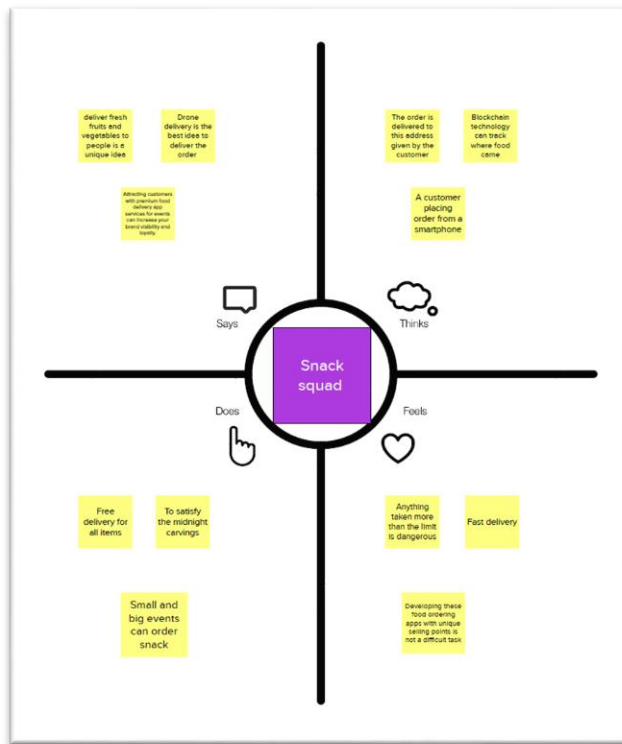 deliver fresh
fruits and
vegetables to
people is a
unique idea
Drone
delivery is the
best idea to
deliver the
order
Attracting customers
with premium food
delivery app
services for events
can increase your
brand visibility and
loyalty.
The order is
delivered to
this address
given by the
customer
Blockchain
technology
can track
where food
came
A customer
placing
order from a
smartphone
Says
Thinks
Snack
squad
Does
Feels
Free
delivery for
all items
To satisfy
the midnight
carvings
Small and
big events
can order
snack
Anything
taken more
than the limit
is dangerous
Fast delivery
Developing these
food ordering
apps with unique
selling points is
not a difficult task